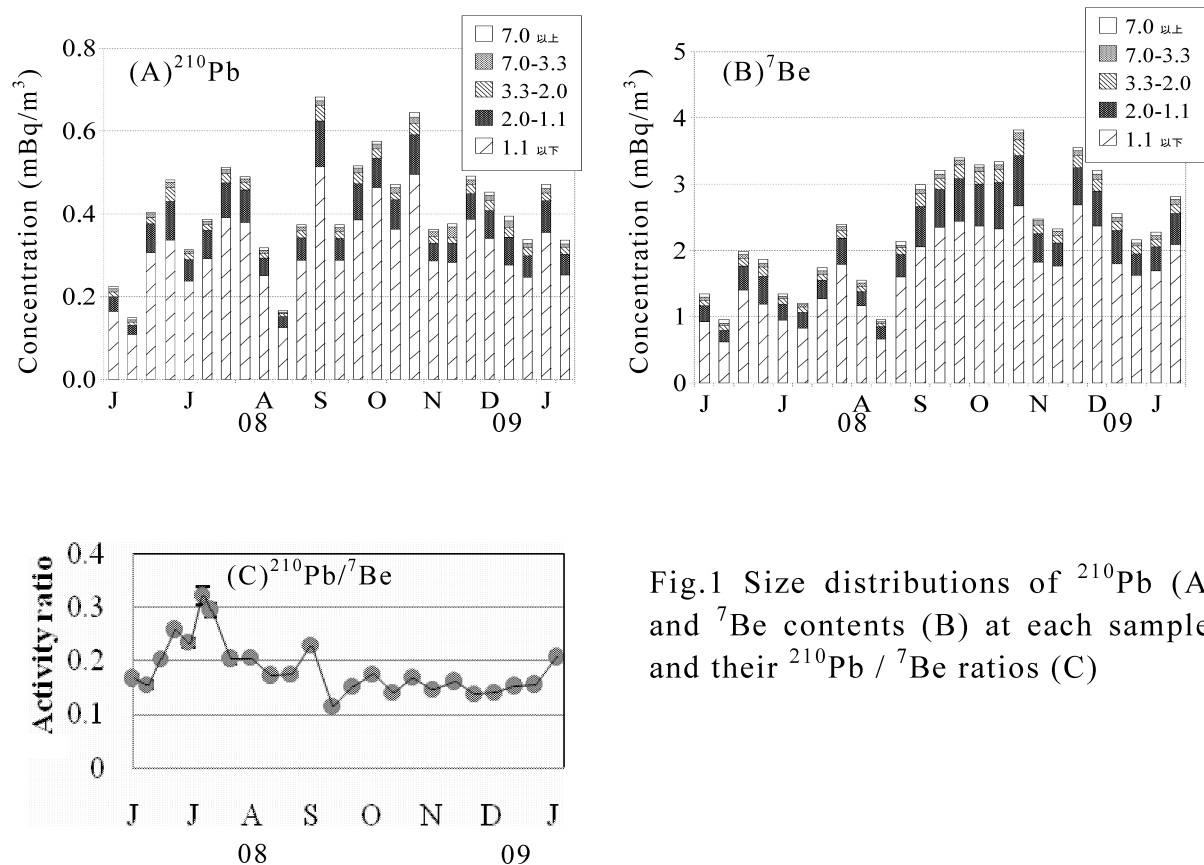 (A)²¹⁰Pb
Concentration (mBq/m³)
0.8
0.6
0.4
0.2
0.0
J J A S O N D J
08 09
7.0 以上
7.0-3.3
3.3-2.0
2.0-1.1
1.1 以下
(B)⁷Be
Concentration (mBq/m³)
5
4
3
2
1
0
J J A S O N D J
08 09
7.0 以上
7.0-3.3
3.3-2.0
2.0-1.1
1.1 以下
(C)²¹⁰Pb/⁷Be
Activity ratio
0.4
0.3
0.2
0.1
0
J J A S O N D J
08 09
Fig.1 Size distributions of ²¹⁰Pb (A
and ⁷Be contents (B) at each sample
and their ²¹⁰Pb / ⁷Be ratios (C)